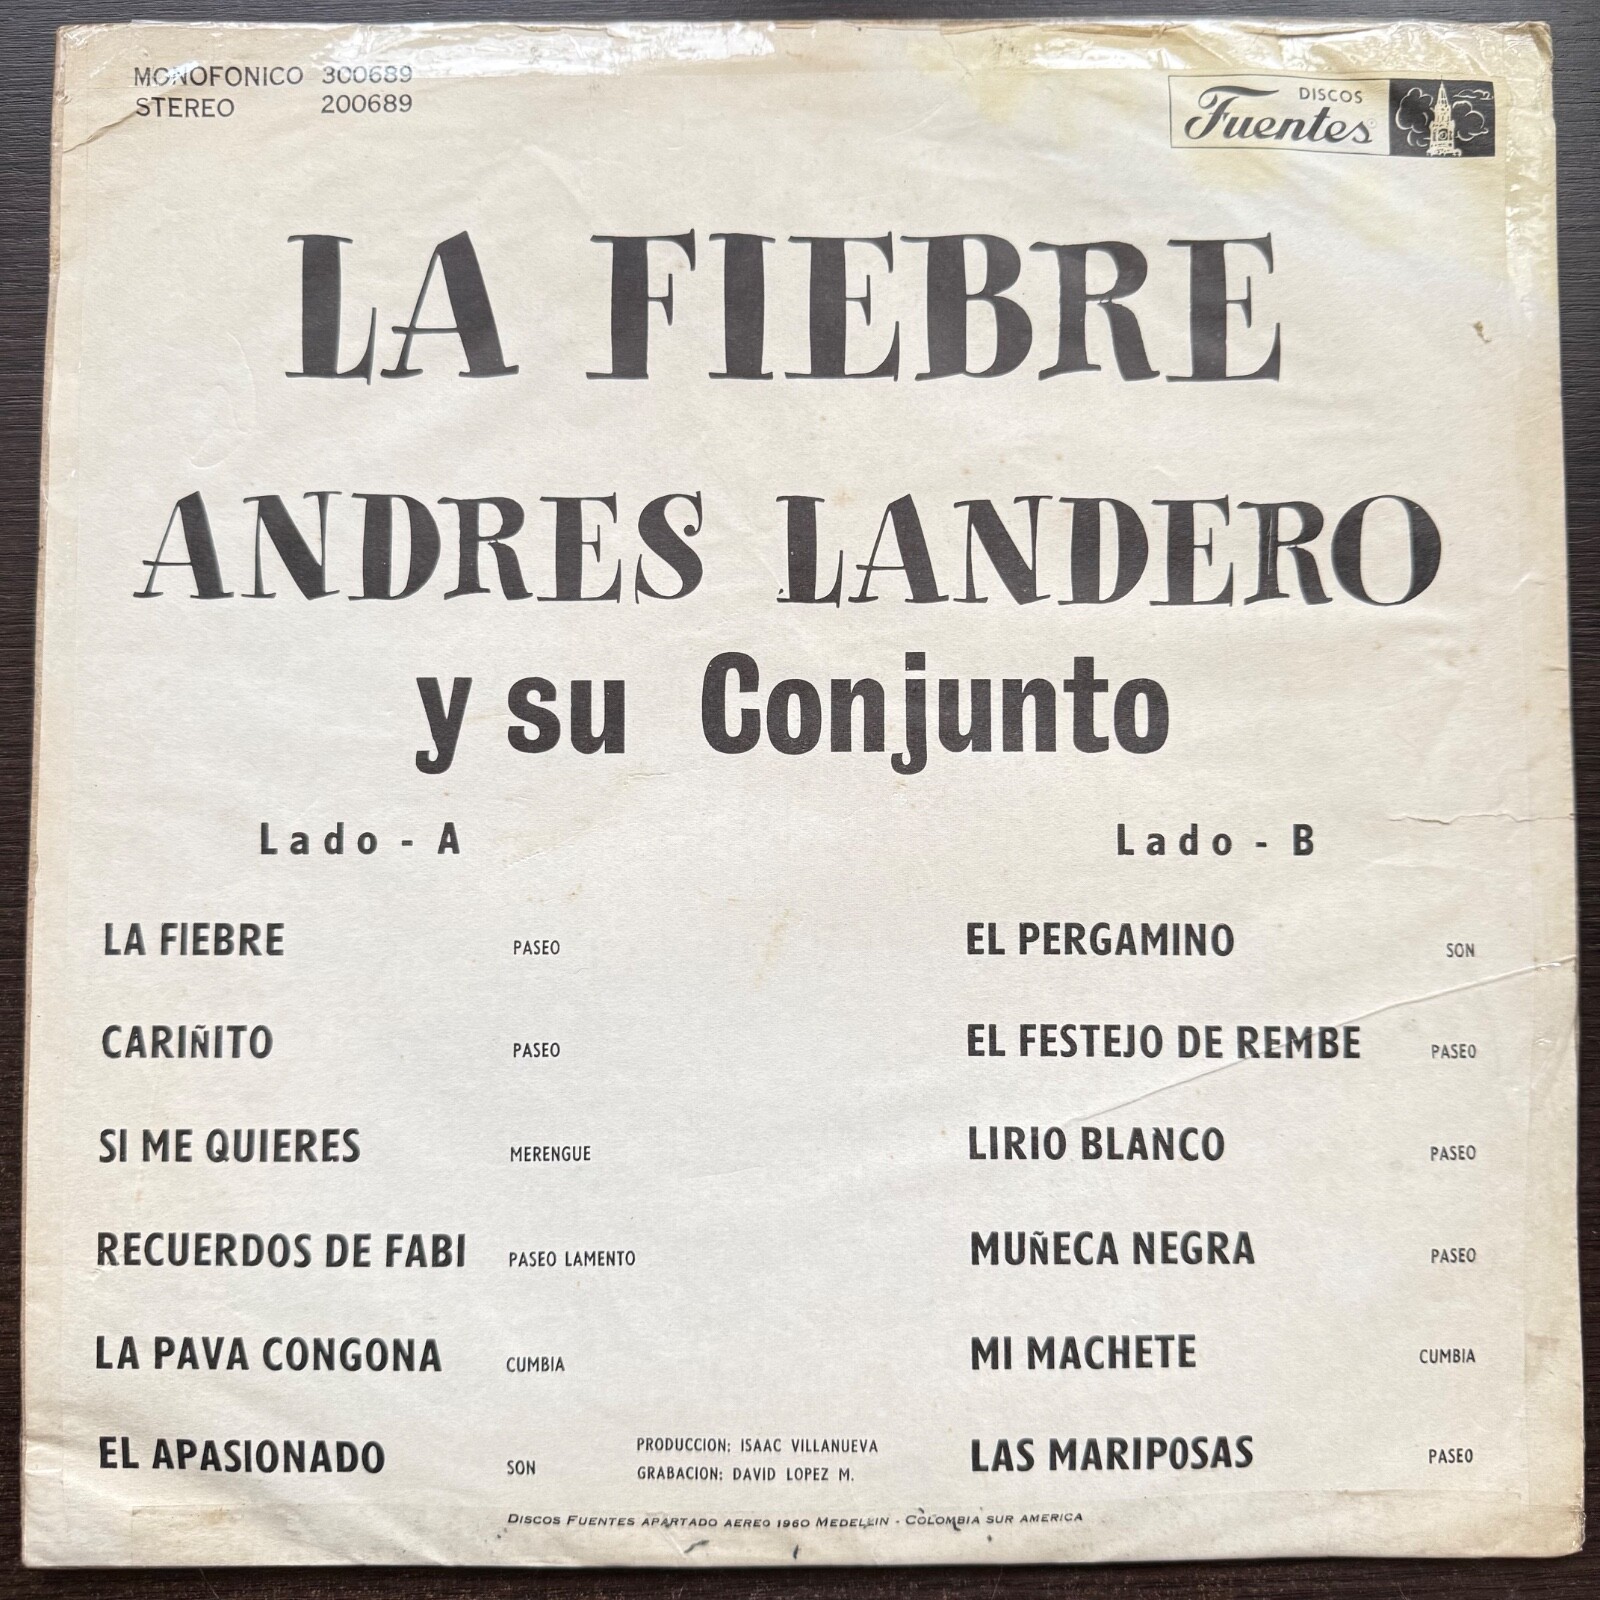 MONOFONICO 300689
STEREO 200689
DISCOS
Fuentes
LA FIEBRE
ANDRES LANDERO
y su Conjunto
Lado - A
LA FIEBRE PASEO
CARIÑITO PASEO
SI ME QUIERES MERENGUE
RECUERDOS DE FABI PASEO LAMENTO
LA PAVA CONGONA CUMBIA
EL APASIONADO SON
Lado - B
EL PERGAMINO SON
EL FESTEJO DE REMBE PASEO
LIRIO BLANCO PASEO
MUÑECA NEGRA PASEO
MI MACHETE CUMBIA
LAS MARIPOSAS PASEO
PRODUCCION: ISAAC VILLANUEVA
GRABACION: DAVID LOPEZ M.
DISCOS FUENTES APARTADO AEREO 1960 MEDELLIN - COLOMBIA SUR AMERICA